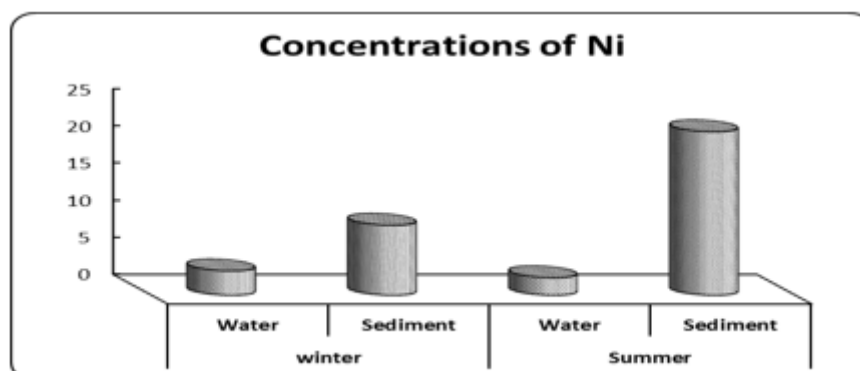 Concentrations of Ni
25
20
15
10
5
0
Water Sediment Water Sediment
winter Summer